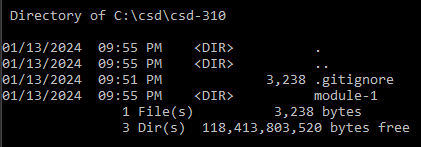 Directory of C:\csd\csd-310
01/13/2024  09:55 PM    <DIR>          .
01/13/2024  09:55 PM    <DIR>          ..
01/13/2024  09:51 PM             3,238 .gitignore
01/13/2024  09:55 PM    <DIR>          module-1
               1 File(s)          3,238 bytes
               3 Dir(s)  118,413,803,520 bytes free